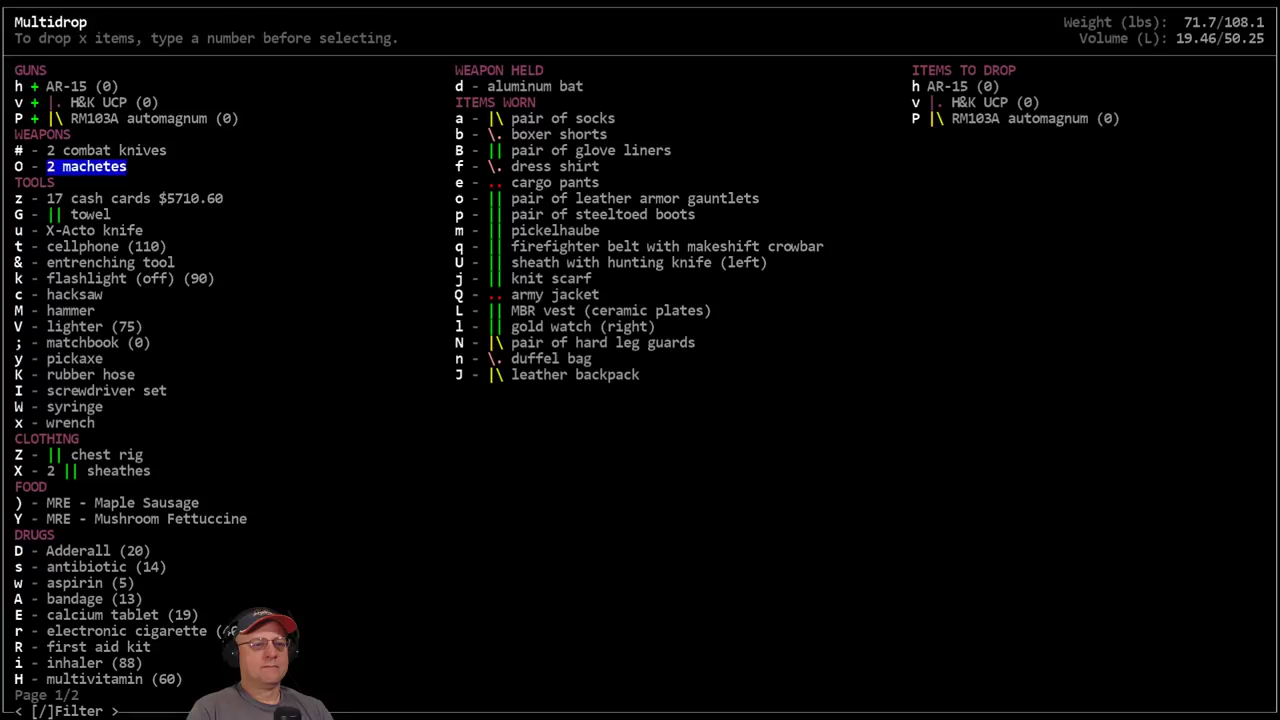 Multidrop
To drop x items, type a number before selecting.
Weight (lbs): 71.7/108.1
Volume (L): 19.46/50.25
GUNS
h + AR-15 (0)
v + |. H&K UCP (0)
P + |\ RM103A automagnum (0)
WEAPONS
# - 2 combat knives
O - 2 machetes
TOOLS
z - 17 cash cards $5710.60
G - || towel
u - X-Acto knife
t - cellphone (110)
& - entrenching tool
k - flashlight (off) (90)
c - hacksaw
M - hammer
V - lighter (75)
; - matchbook (0)
y - pickaxe
K - rubber hose
I - screwdriver set
W - syringe
x - wrench
CLOTHING
Z - || chest rig
X - 2 || sheathes
FOOD
) - MRE - Maple Sausage
Y - MRE - Mushroom Fettuccine
DRUGS
D - Adderall (20)
s - antibiotic (14)
w - aspirin (5)
A - bandage (13)
E - calcium tablet (19)
r - electronic cigarette
R - first aid kit
i - inhaler (88)
H - multivitamin (60)
Page 1/2
< [/]Filter >
WEAPON HELD
d - aluminum bat
ITEMS WORN
a - |\ pair of socks
b - \. boxer shorts
B - || pair of glove liners
f - \. dress shirt
e - .. cargo pants
o - || pair of leather armor gauntlets
p - || pair of steeltoed boots
m - || pickelhaube
q - || firefighter belt with makeshift crowbar
U - || sheath with hunting knife (left)
j - || knit scarf
Q - .. army jacket
L - || MBR vest (ceramic plates)
l - || gold watch (right)
N - |\ pair of hard leg guards
n - \. duffel bag
J - |\ leather backpack
ITEMS TO DROP
h AR-15 (0)
v |. H&K UCP (0)
P |\ RM103A automagnum (0)